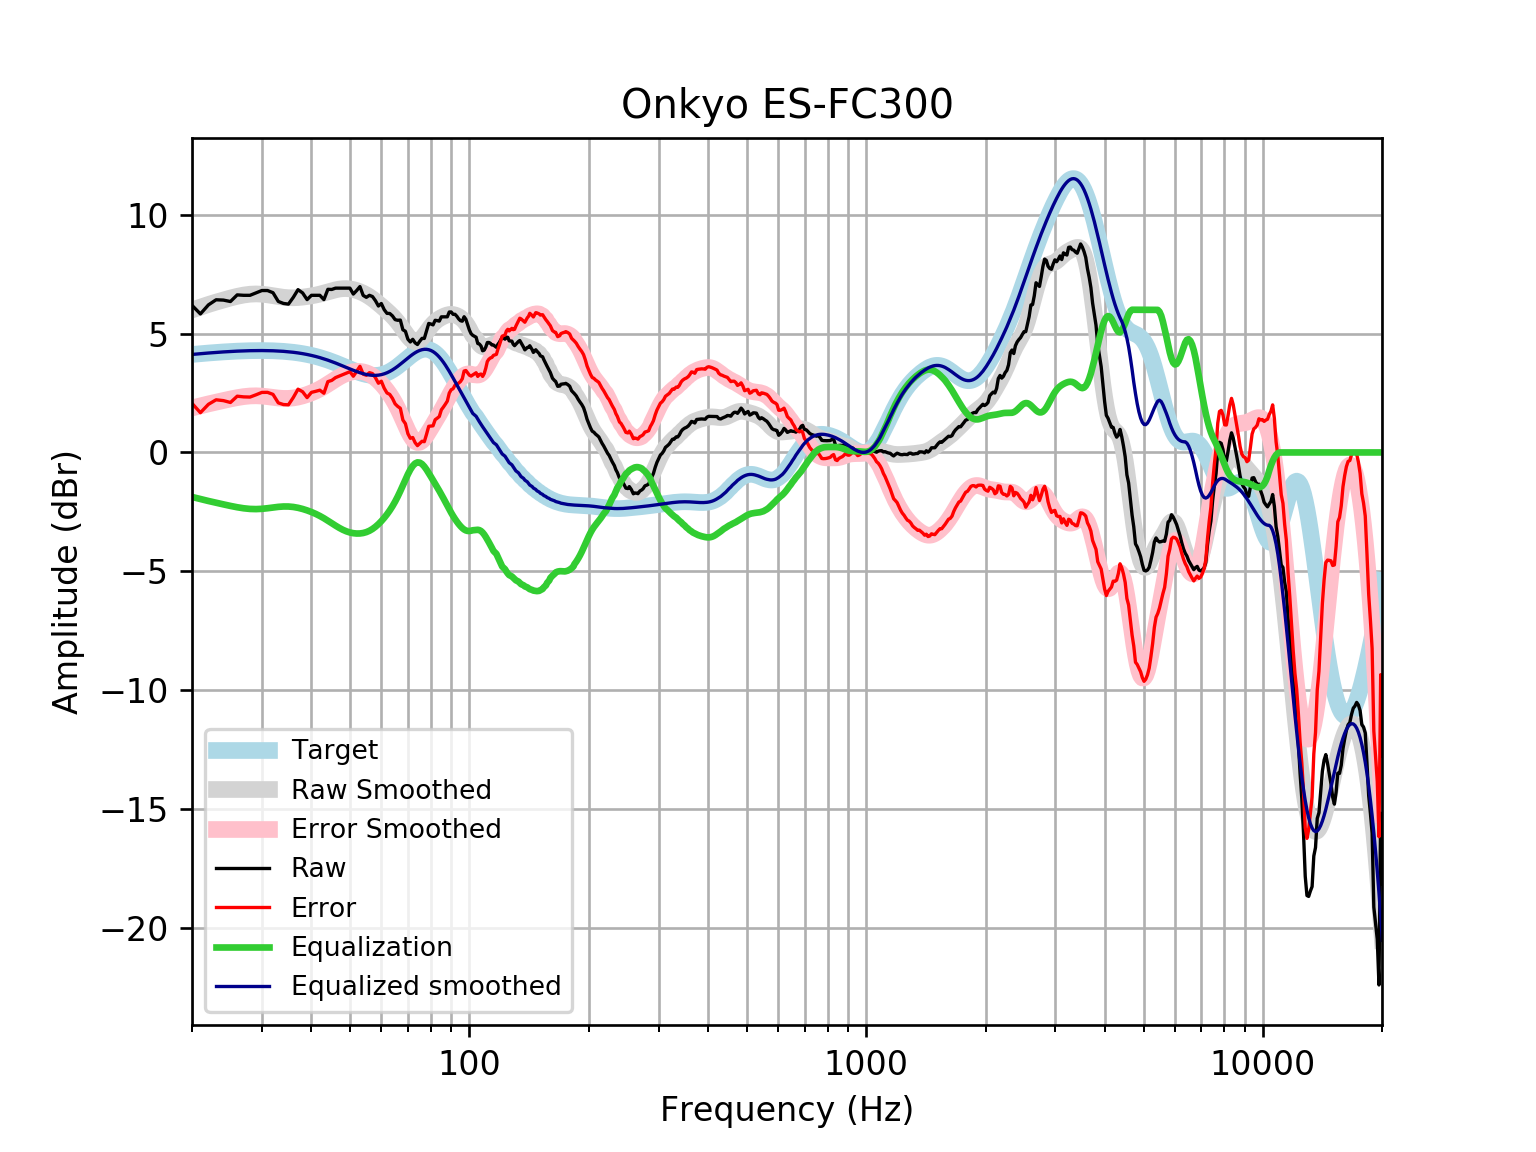 Onkyo ES-FC300
10
5
0
−5
−10
−15
−20
Amplitude (dBr)
Target
Raw Smoothed
Error Smoothed
Raw
Error
Equalization
Equalized smoothed
100
1000
10000
Frequency (Hz)